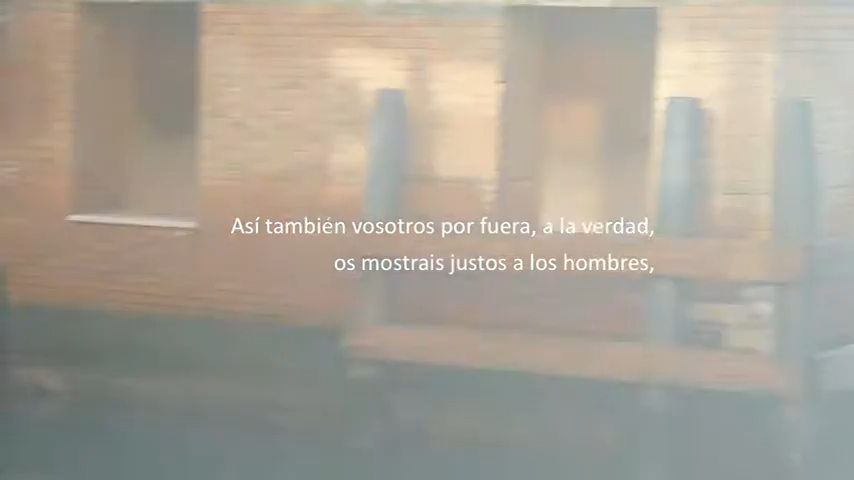 Así también vosotros por fuera, a la verdad,
os mostrais justos a los hombres,